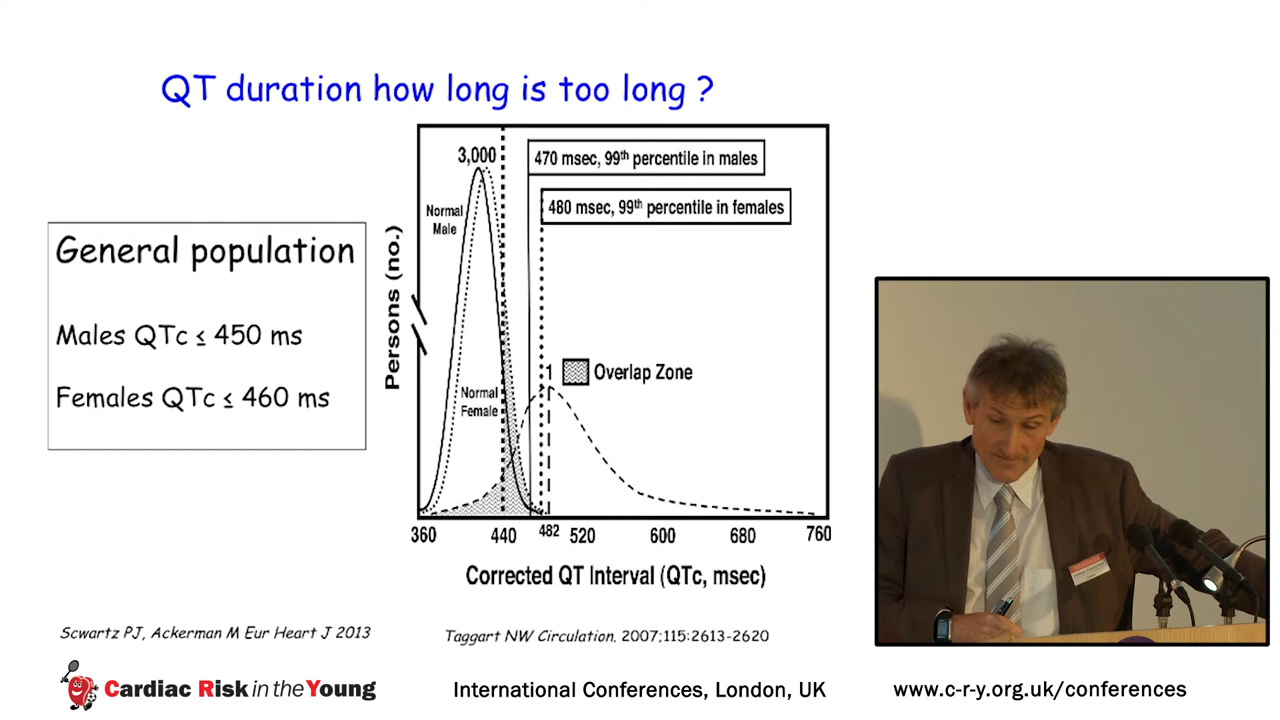 QT duration how long is too long ?
General population
Males QTc ≤ 450 ms
Females QTc ≤ 460 ms
3,000
470 msec, 99th percentile in males
480 msec, 99th percentile in females
Normal
Male
Persons (no.)
1
Overlap Zone
Normal
Female
360
440
482
520
600
680
760
Corrected QT Interval (QTc, msec)
Scwartz PJ, Ackerman M Eur Heart J 2013
Taggart NW Circulation. 2007;115:2613-2620
Cardiac Risk in the Young
International Conferences, London, UK
www.c-r-y.org.uk/conferences